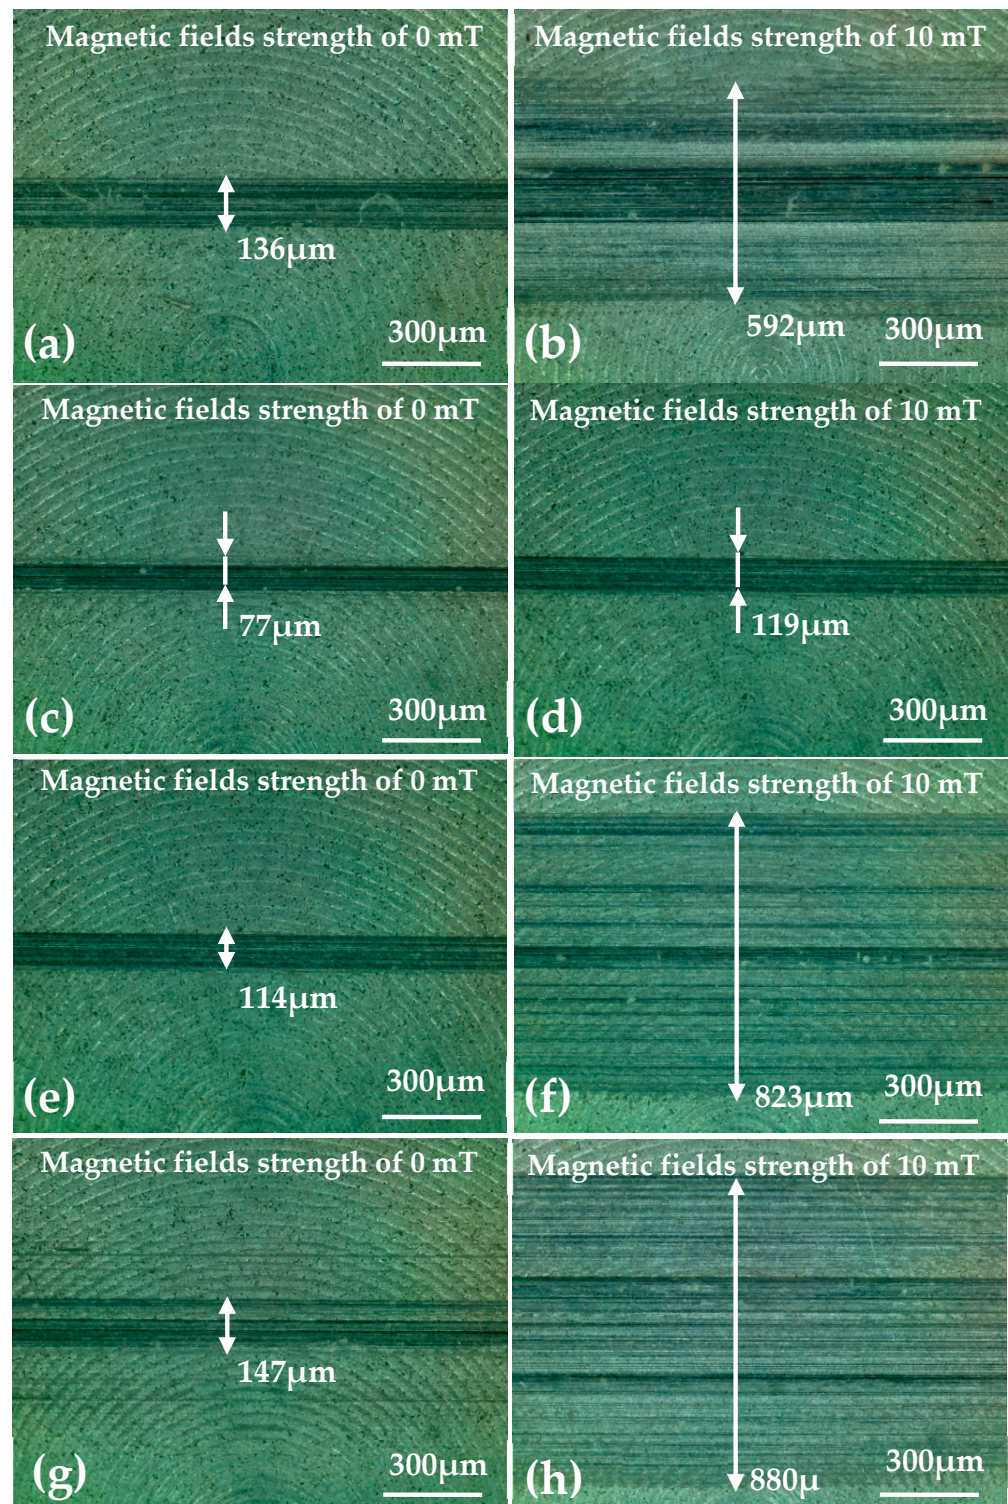 Magnetic fields strength of 0 mT
136μm
(a)
300μm
Magnetic fields strength of 10 mT
592μm
(b)
300μm
Magnetic fields strength of 0 mT
77μm
(c)
300μm
Magnetic fields strength of 10 mT
119μm
(d)
300μm
Magnetic fields strength of 0 mT
114μm
(e)
300μm
Magnetic fields strength of 10 mT
823μm
(f)
300μm
Magnetic fields strength of 0 mT
147μm
(g)
300μm
Magnetic fields strength of 10 mT
880μ
(h)
300μm